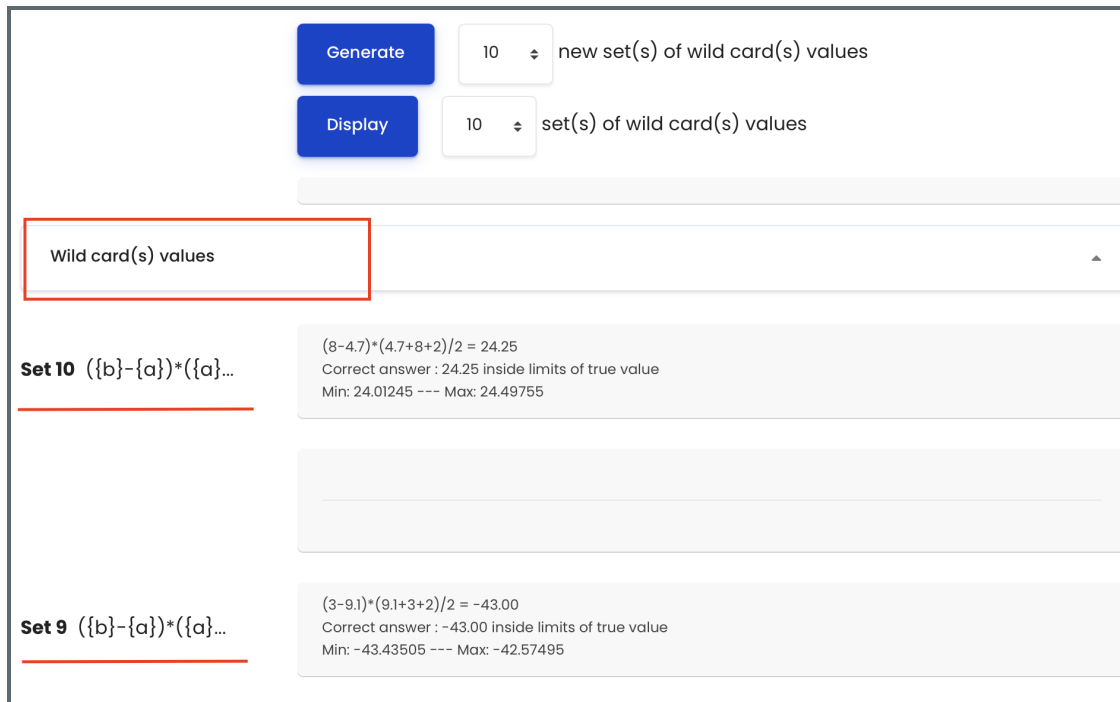 Generate 10 new set(s) of wild card(s) values
Display 10 set(s) of wild card(s) values
Wild card(s) values
Set 10 ({b}-{a})*({a}...
(8-4.7)*(4.7+8+2)/2 = 24.25
Correct answer : 24.25 inside limits of true value
Min: 24.01245 --- Max: 24.49755
Set 9 ({b}-{a})*({a}...
(3-9.1)*(9.1+3+2)/2 = -43.00
Correct answer : -43.00 inside limits of true value
Min: -43.43505 --- Max: -42.57495